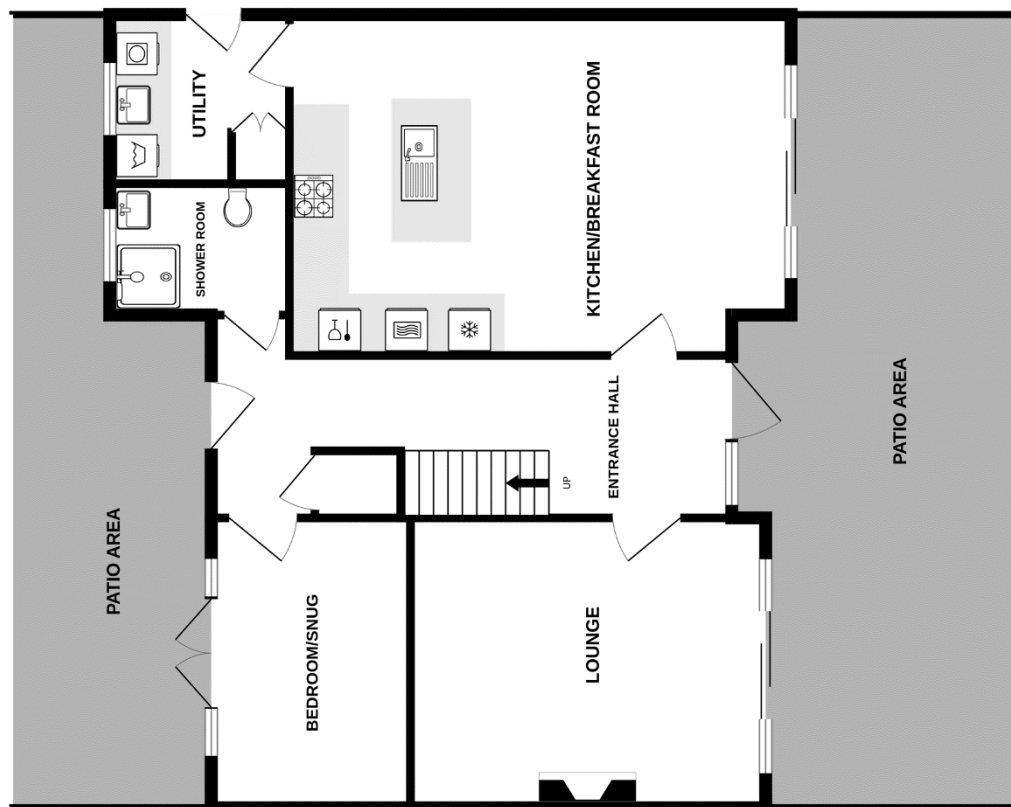 UTILITY
KITCHEN/BREAKFAST ROOM
SHOWER ROOM
ENTRANCE HALL
PATIO AREA
UP
PATIO AREA
BEDROOM/SNUG
LOUNGE